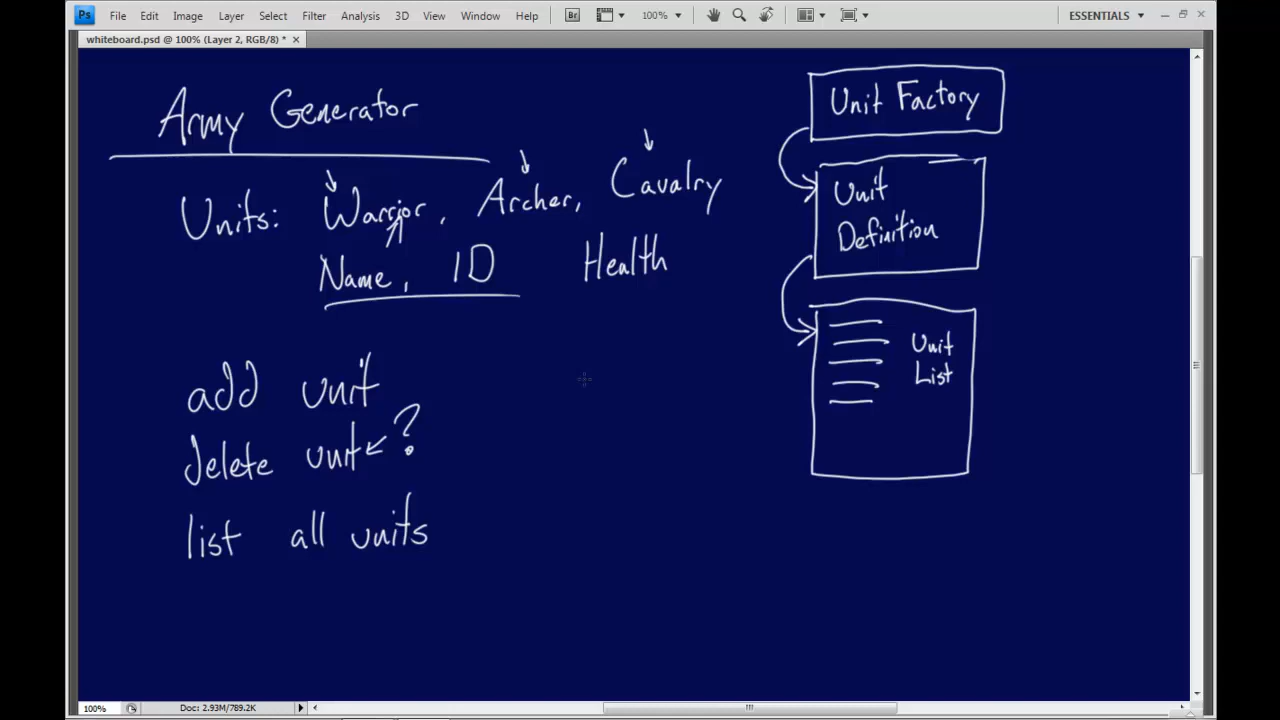 Ps File Edit Image Layer Select Filter Analysis 3D View Window Help Br 100% ESSENTIALS
whiteboard.psd @ 100% (Layer 2, RGB/8) *
Army Generator
Units: Warrior, Archer, Cavalry
Name, ID Health
add unit
delete unit ?
list all units
Unit Factory
Unit
Definition
Unit
List
100% Doc: 2.93M/789.2K